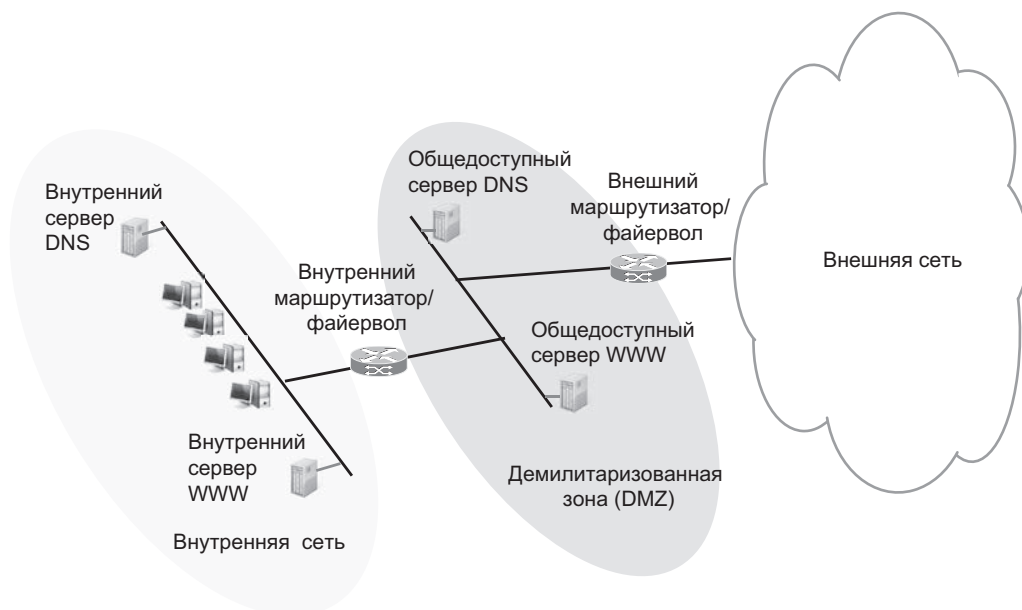 Внутренний
сервер
DNS
Внутренний
маршрутизатор/
файервол
Внутренний
сервер
WWW
Внутренняя сеть
Общедоступный
сервер DNS
Внешний
маршрутизатор/
файервол
Общедоступный
сервер WWW
Демилитаризованная
зона (DMZ)
Внешняя сеть